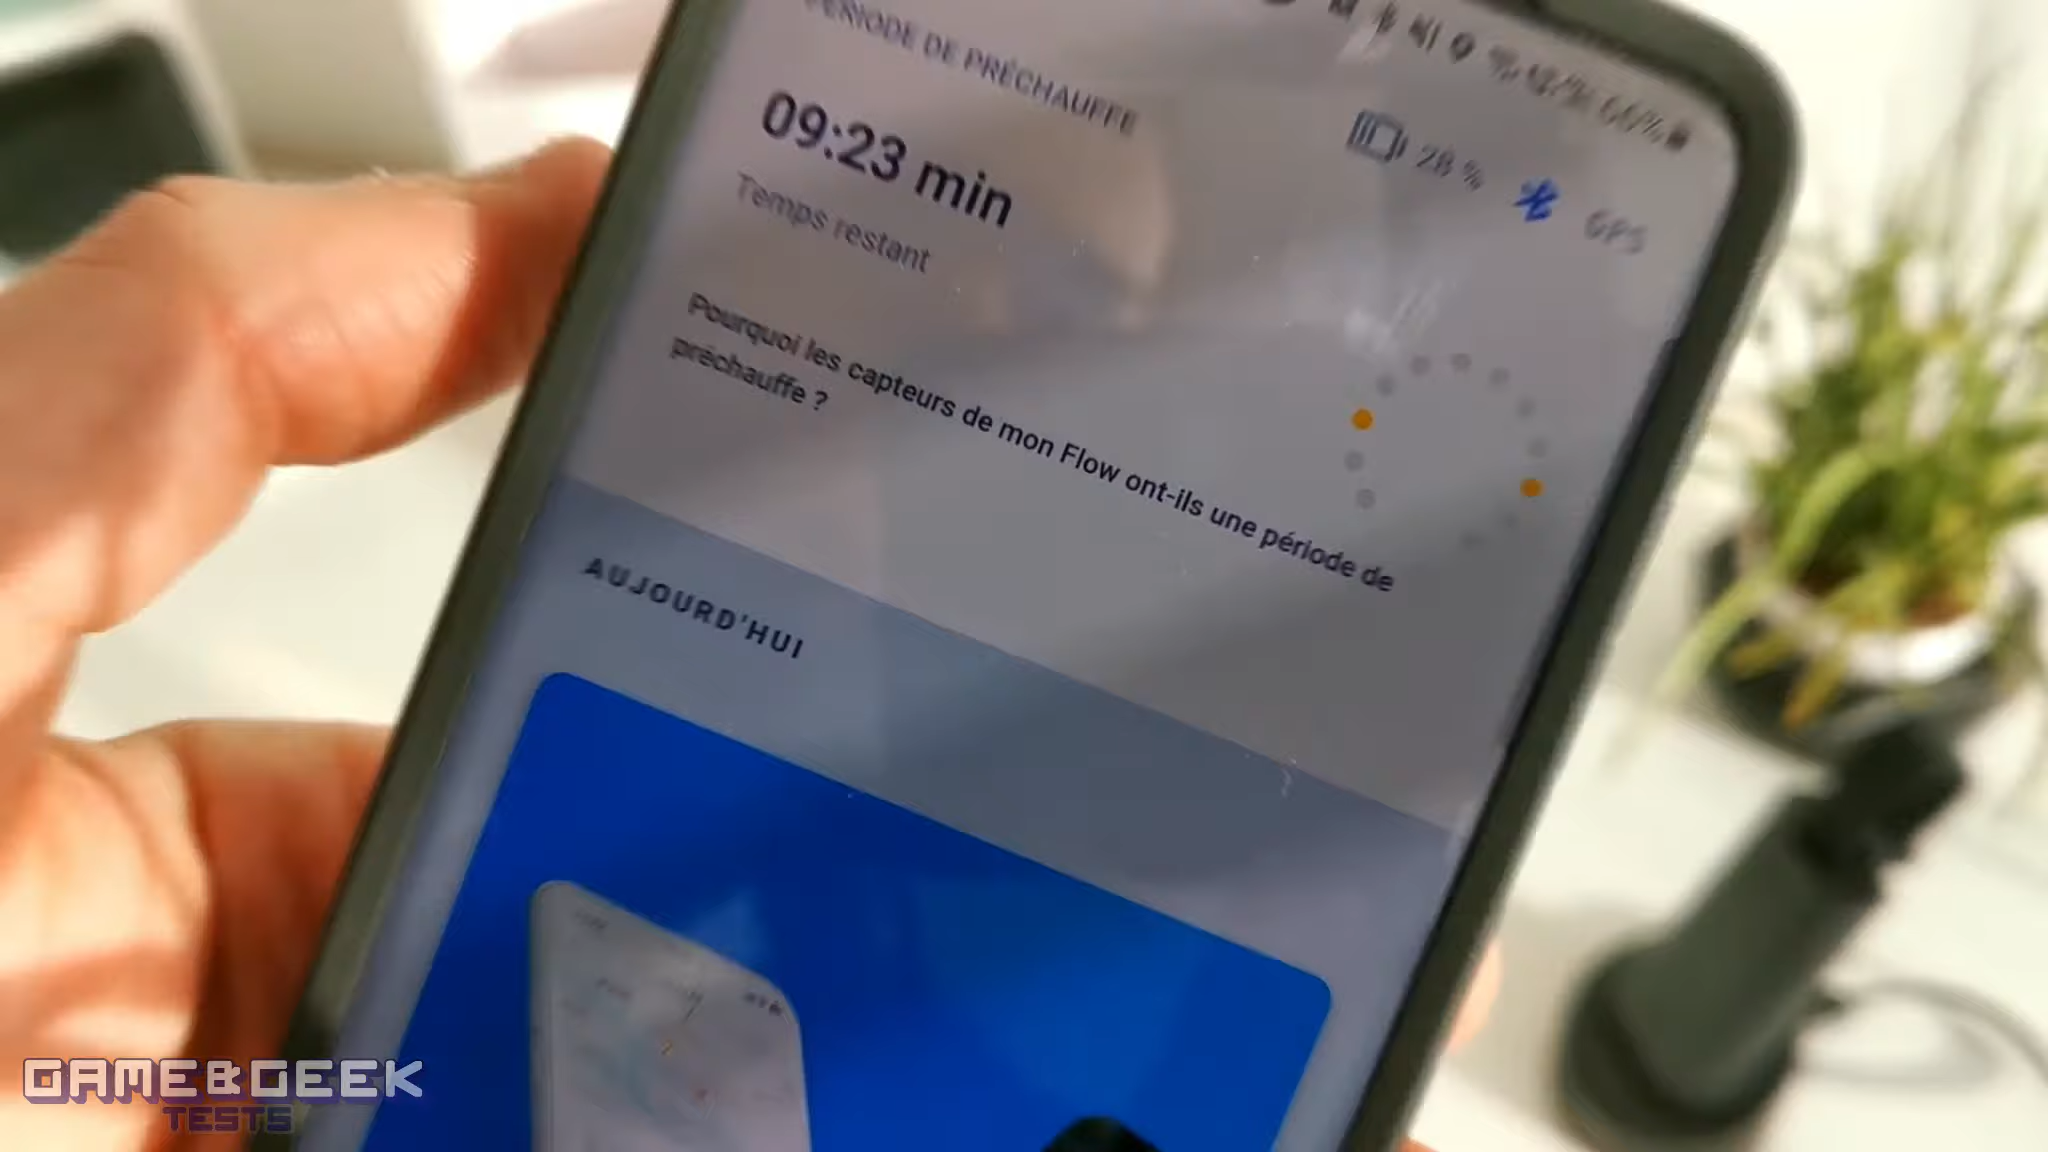 PÉRIODE DE PRÉCHAUFFE
09:23 min
Temps restant
66%
28 %
GPS
Pourquoi les capteurs de mon Flow ont-ils une période de
préchauffe ?
AUJOURD'HUI
GAME&GEEK
TESTS